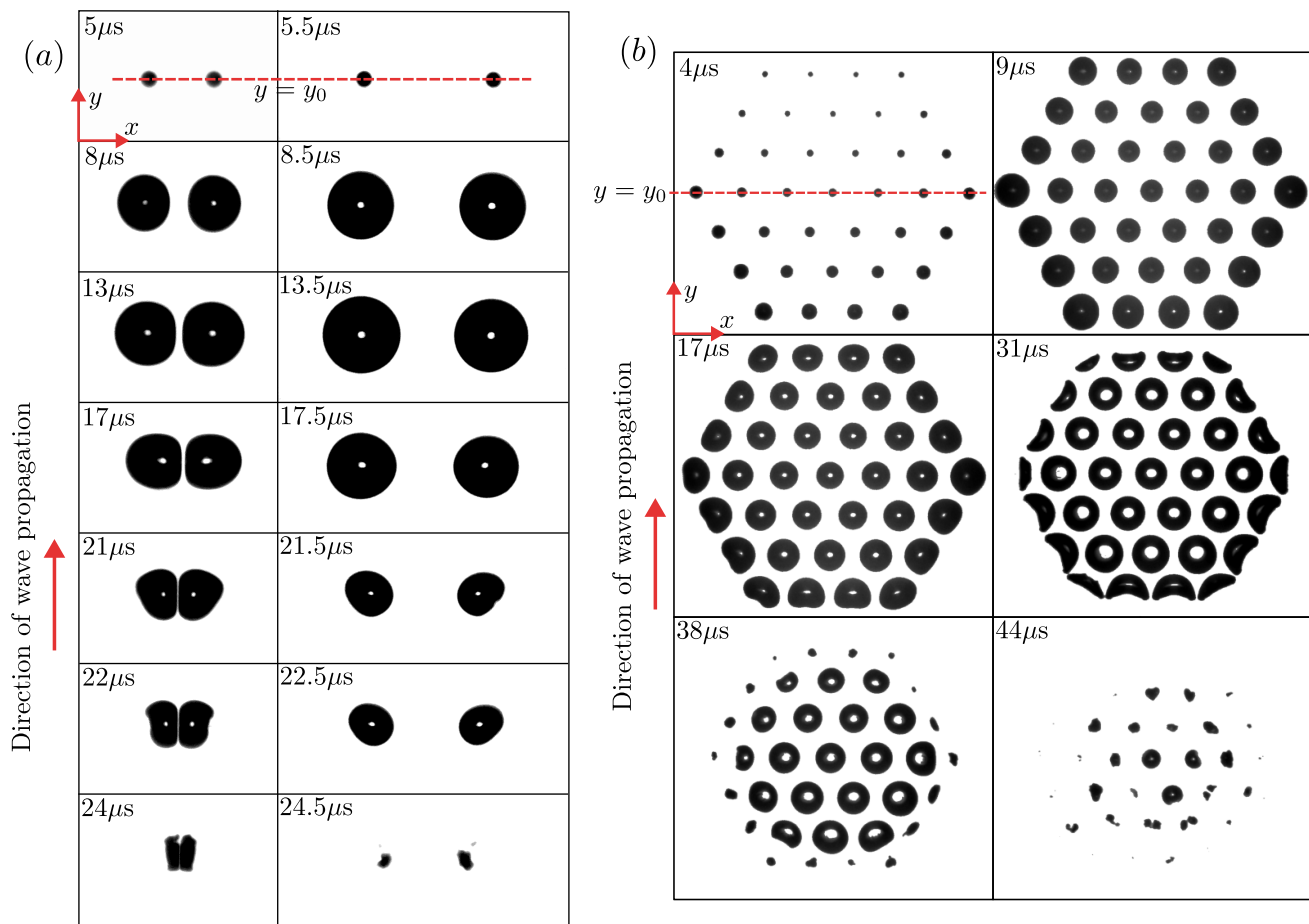 (a)
5μs
5.5μs
y = y₀
y
x
8μs
8.5μs
13μs
13.5μs
17μs
17.5μs
21μs
21.5μs
22μs
22.5μs
24μs
24.5μs
Direction of wave propagation
(b)
4μs
9μs
y = y₀
y
x
17μs
31μs
38μs
44μs
Direction of wave propagation